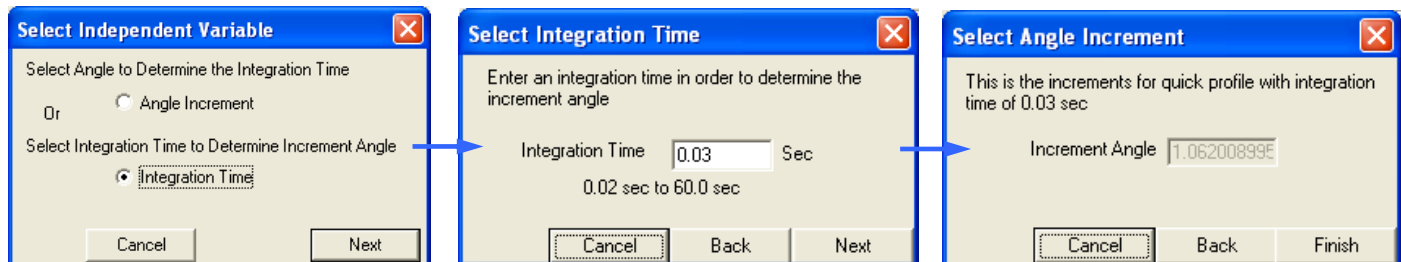 Select Independent Variable
Select Angle to Determine the Integration Time
Or
Angle Increment
Select Integration Time to Determine Increment Angle
Integration Time
Cancel
Next
Select Integration Time
Enter an integration time in order to determine the
increment angle
Integration Time 0.03 Sec
0.02 sec to 60.0 sec
Cancel
Back
Next
Select Angle Increment
This is the increments for quick profile with integration
time of 0.03 sec
Increment Angle 1.062008995
Cancel
Back
Finish